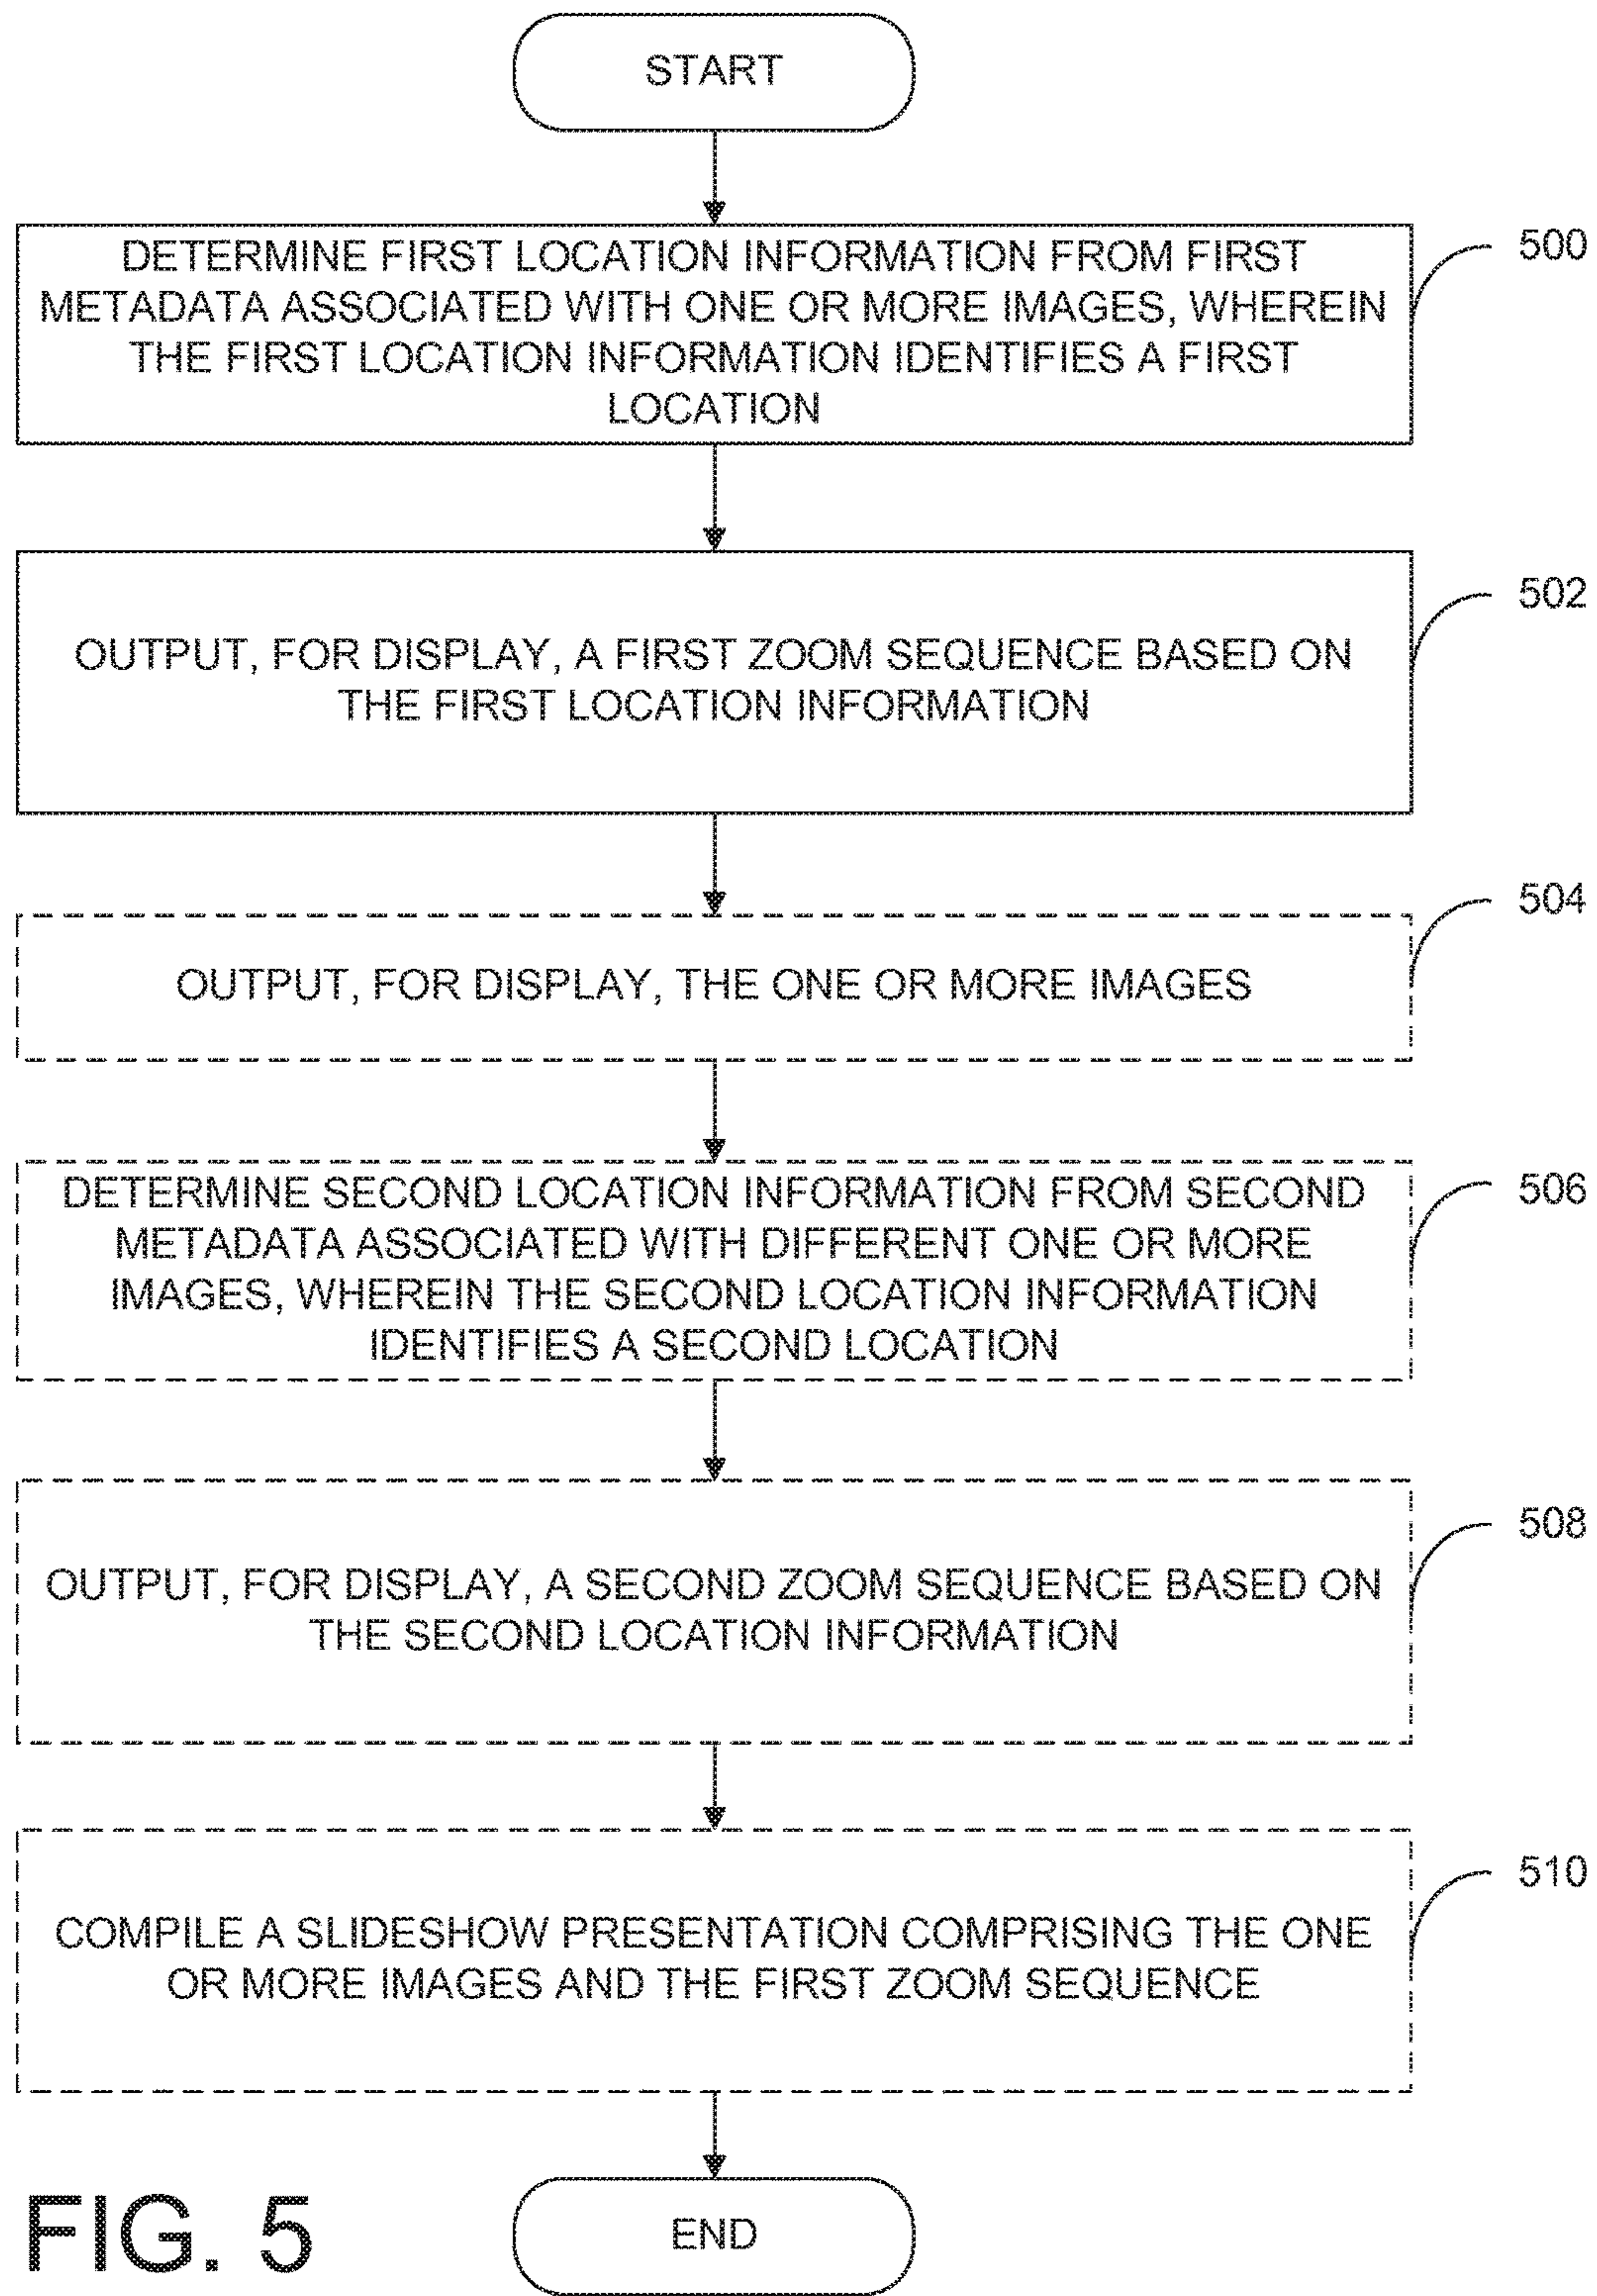 START
DETERMINE FIRST LOCATION INFORMATION FROM FIRST
METADATA ASSOCIATED WITH ONE OR MORE IMAGES, WHEREIN
THE FIRST LOCATION INFORMATION IDENTIFIES A FIRST
LOCATION
500
OUTPUT, FOR DISPLAY, A FIRST ZOOM SEQUENCE BASED ON
THE FIRST LOCATION INFORMATION
502
OUTPUT, FOR DISPLAY, THE ONE OR MORE IMAGES
504
DETERMINE SECOND LOCATION INFORMATION FROM SECOND
METADATA ASSOCIATED WITH DIFFERENT ONE OR MORE
IMAGES, WHEREIN THE SECOND LOCATION INFORMATION
IDENTIFIES A SECOND LOCATION
506
OUTPUT, FOR DISPLAY, A SECOND ZOOM SEQUENCE BASED ON
THE SECOND LOCATION INFORMATION
508
COMPILE A SLIDESHOW PRESENTATION COMPRISING THE ONE
OR MORE IMAGES AND THE FIRST ZOOM SEQUENCE
510
END
FIG. 5